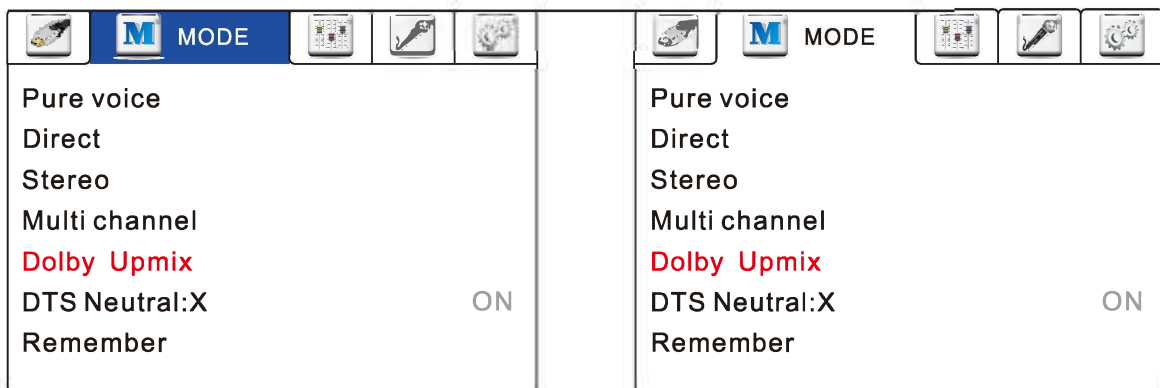 M MODE
Pure voice
Direct
Stereo
Multi channel
Dolby Upmix
DTS Neutral:X ON
Remember
M MODE
Pure voice
Direct
Stereo
Multi channel
Dolby Upmix
DTS Neutral:X ON
Remember